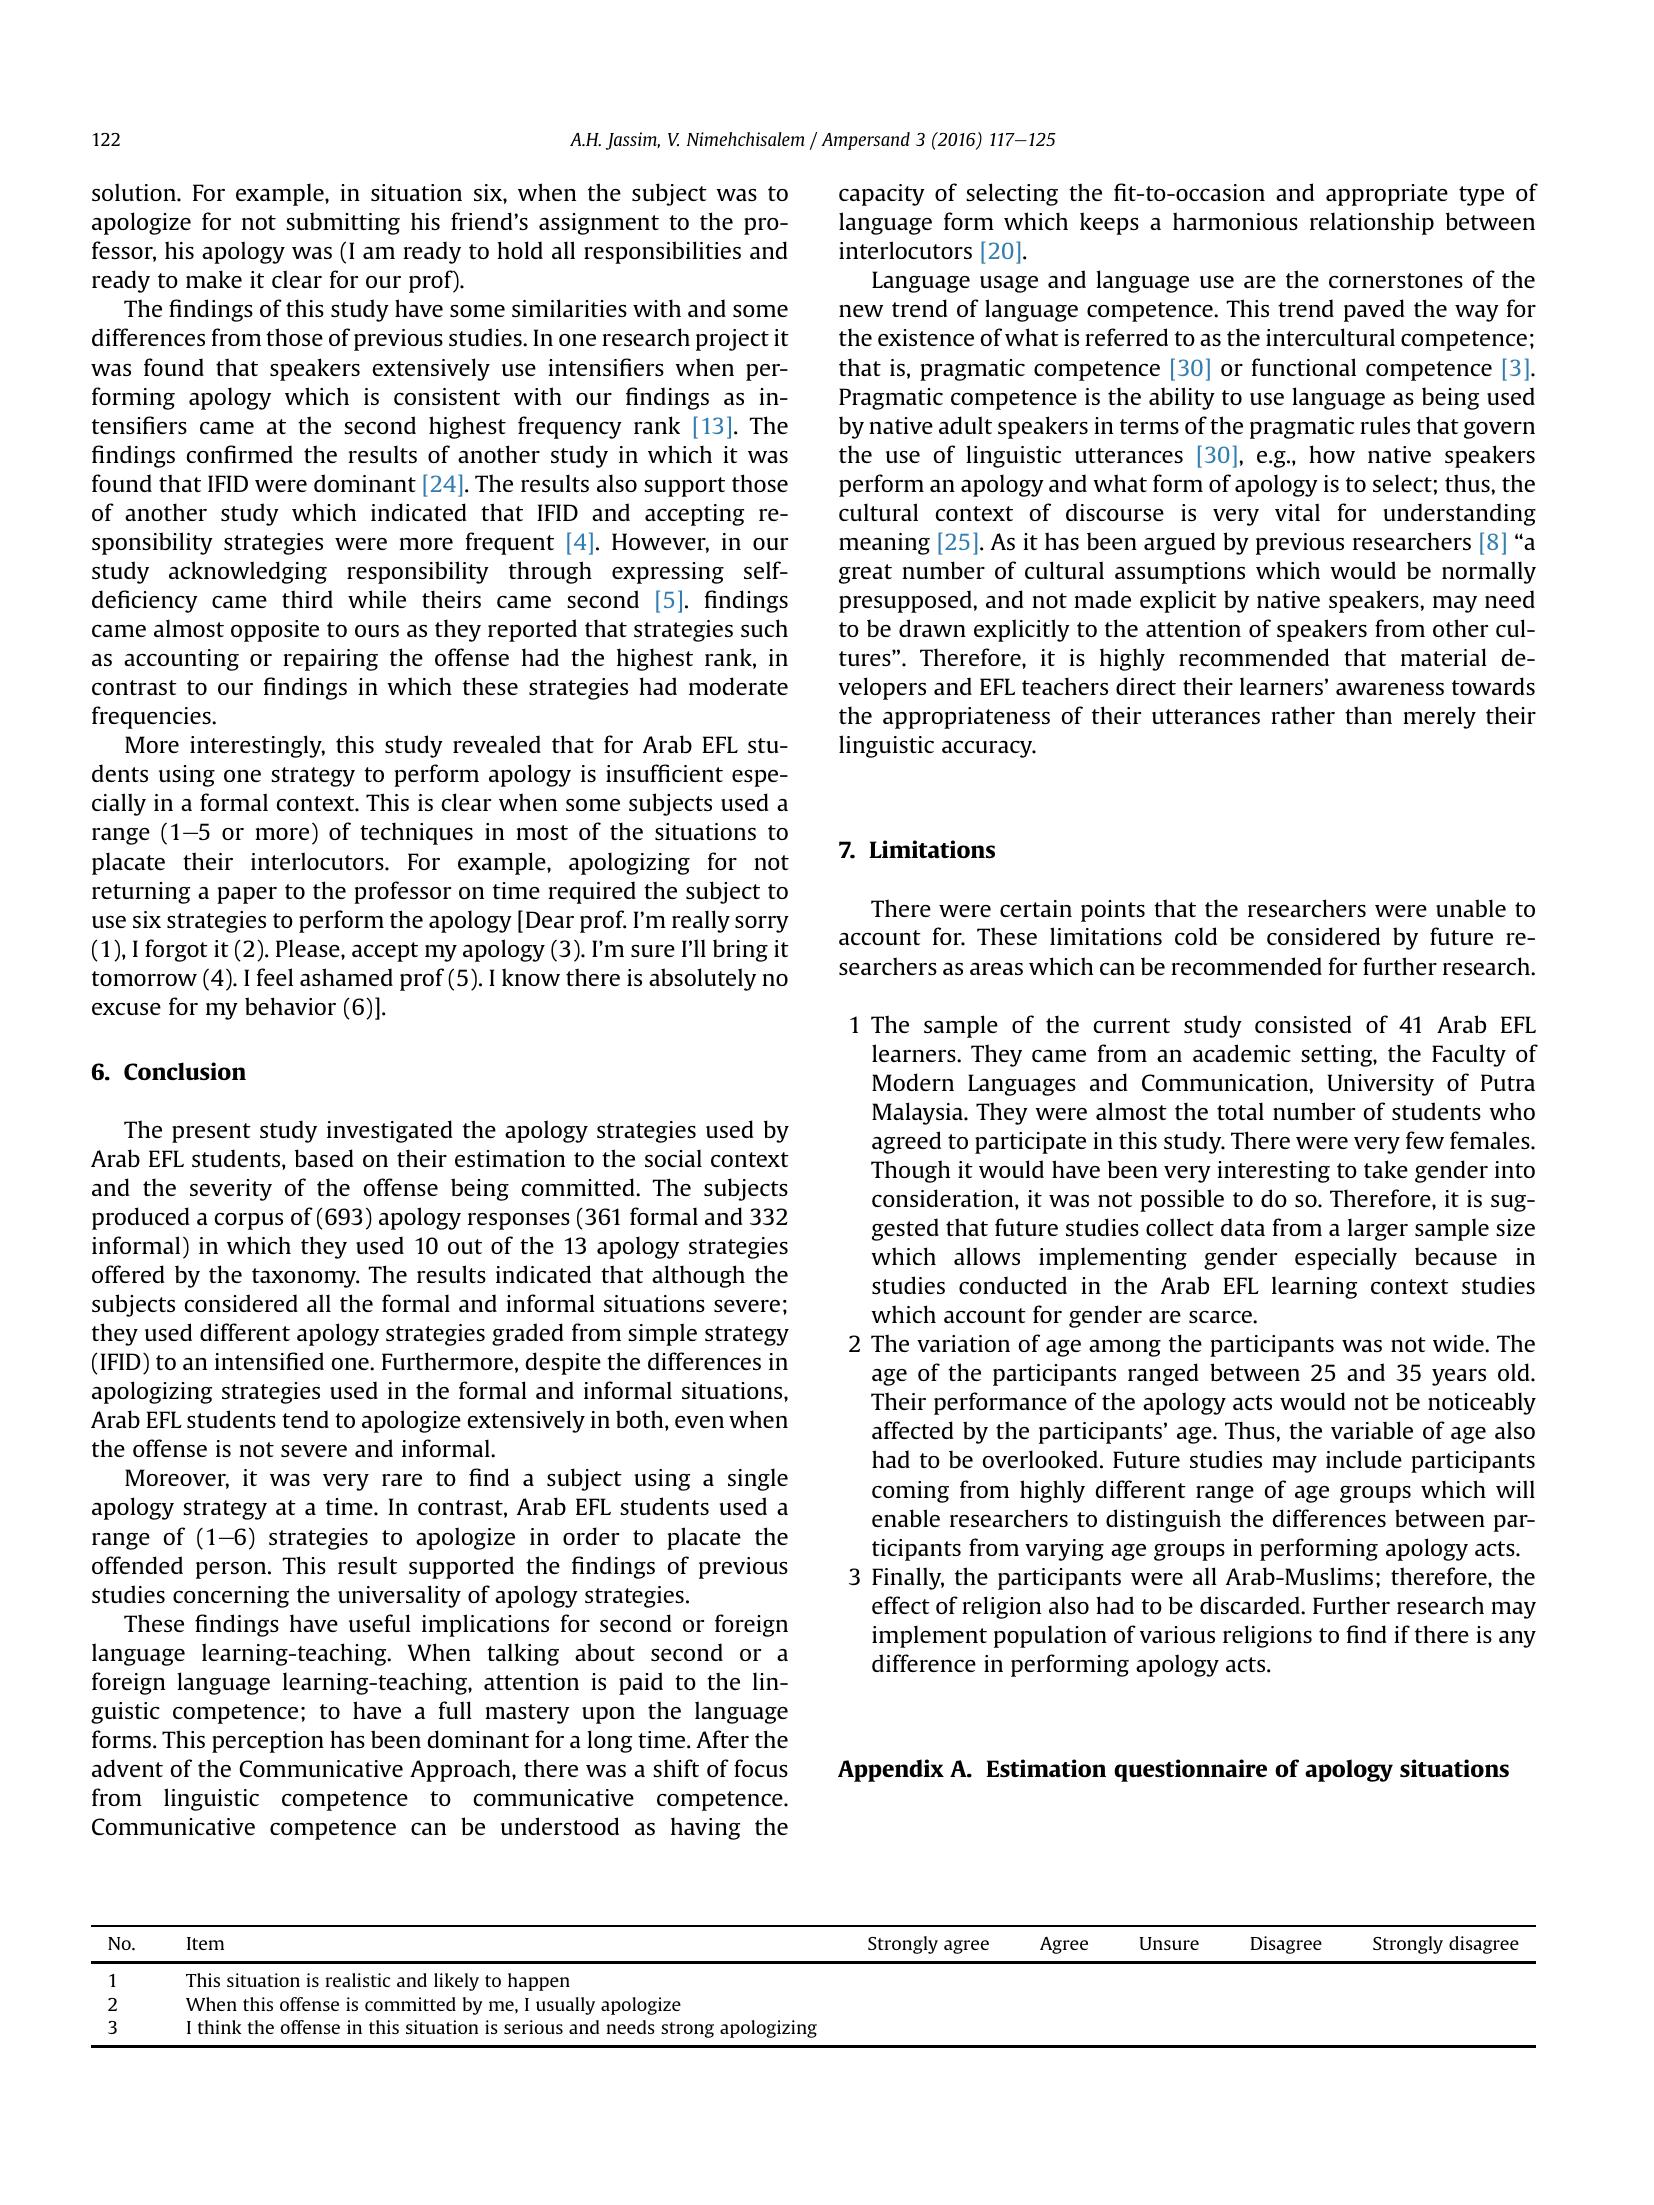 122
A.H. Jassim, V. Nimehchisalem / Ampersand 3 (2016) 117–125
solution. For example, in situation six, when the subject was to
apologize for not submitting his friend's assignment to the pro-
fessor, his apology was (I am ready to hold all responsibilities and
ready to make it clear for our prof).
The findings of this study have some similarities with and some
differences from those of previous studies. In one research project it
was found that speakers extensively use intensifiers when per-
forming apology which is consistent with our findings as in-
tensifiers came at the second highest frequency rank [13]. The
findings confirmed the results of another study in which it was
found that IFID were dominant [24]. The results also support those
of another study which indicated that IFID and accepting re-
sponsibility strategies were more frequent [4]. However, in our
study acknowledging responsibility through expressing self-
deficiency came third while theirs came second [5]. findings
came almost opposite to ours as they reported that strategies such
as accounting or repairing the offense had the highest rank, in
contrast to our findings in which these strategies had moderate
frequencies.
More interestingly, this study revealed that for Arab EFL stu-
dents using one strategy to perform apology is insufficient espe-
cially in a formal context. This is clear when some subjects used a
range (1–5 or more) of techniques in most of the situations to
placate their interlocutors. For example, apologizing for not
returning a paper to the professor on time required the subject to
use six strategies to perform the apology [Dear prof. I'm really sorry
(1), I forgot it (2). Please, accept my apology (3). I'm sure I'll bring it
tomorrow (4). I feel ashamed prof (5). I know there is absolutely no
excuse for my behavior (6)].
6. Conclusion
The present study investigated the apology strategies used by
Arab EFL students, based on their estimation to the social context
and the severity of the offense being committed. The subjects
produced a corpus of (693) apology responses (361 formal and 332
informal) in which they used 10 out of the 13 apology strategies
offered by the taxonomy. The results indicated that although the
subjects considered all the formal and informal situations severe;
they used different apology strategies graded from simple strategy
(IFID) to an intensified one. Furthermore, despite the differences in
apologizing strategies used in the formal and informal situations,
Arab EFL students tend to apologize extensively in both, even when
the offense is not severe and informal.
Moreover, it was very rare to find a subject using a single
apology strategy at a time. In contrast, Arab EFL students used a
range of (1–6) strategies to apologize in order to placate the
offended person. This result supported the findings of previous
studies concerning the universality of apology strategies.
These findings have useful implications for second or foreign
language learning-teaching. When talking about second or a
foreign language learning-teaching, attention is paid to the lin-
guistic competence; to have a full mastery upon the language
forms. This perception has been dominant for a long time. After the
advent of the Communicative Approach, there was a shift of focus
from linguistic competence to communicative competence.
Communicative competence can be understood as having the
capacity of selecting the fit-to-occasion and appropriate type of
language form which keeps a harmonious relationship between
interlocutors [20].
Language usage and language use are the cornerstones of the
new trend of language competence. This trend paved the way for
the existence of what is referred to as the intercultural competence;
that is, pragmatic competence [30] or functional competence [3].
Pragmatic competence is the ability to use language as being used
by native adult speakers in terms of the pragmatic rules that govern
the use of linguistic utterances [30], e.g., how native speakers
perform an apology and what form of apology is to select; thus, the
cultural context of discourse is very vital for understanding
meaning [25]. As it has been argued by previous researchers [8] “a
great number of cultural assumptions which would be normally
presupposed, and not made explicit by native speakers, may need
to be drawn explicitly to the attention of speakers from other cul-
tures”. Therefore, it is highly recommended that material de-
velopers and EFL teachers direct their learners' awareness towards
the appropriateness of their utterances rather than merely their
linguistic accuracy.
7. Limitations
There were certain points that the researchers were unable to
account for. These limitations cold be considered by future re-
searchers as areas which can be recommended for further research.
1 The sample of the current study consisted of 41 Arab EFL
learners. They came from an academic setting, the Faculty of
Modern Languages and Communication, University of Putra
Malaysia. They were almost the total number of students who
agreed to participate in this study. There were very few females.
Though it would have been very interesting to take gender into
consideration, it was not possible to do so. Therefore, it is sug-
gested that future studies collect data from a larger sample size
which allows implementing gender especially because in
studies conducted in the Arab EFL learning context studies
which account for gender are scarce.
2 The variation of age among the participants was not wide. The
age of the participants ranged between 25 and 35 years old.
Their performance of the apology acts would not be noticeably
affected by the participants' age. Thus, the variable of age also
had to be overlooked. Future studies may include participants
coming from highly different range of age groups which will
enable researchers to distinguish the differences between par-
ticipants from varying age groups in performing apology acts.
3 Finally, the participants were all Arab-Muslims; therefore, the
effect of religion also had to be discarded. Further research may
implement population of various religions to find if there is any
difference in performing apology acts.
Appendix A. Estimation questionnaire of apology situations
No. Item Strongly agree Agree Unsure Disagree Strongly disagree
1 This situation is realistic and likely to happen
2 When this offense is committed by me, I usually apologize
3 I think the offense in this situation is serious and needs strong apologizing